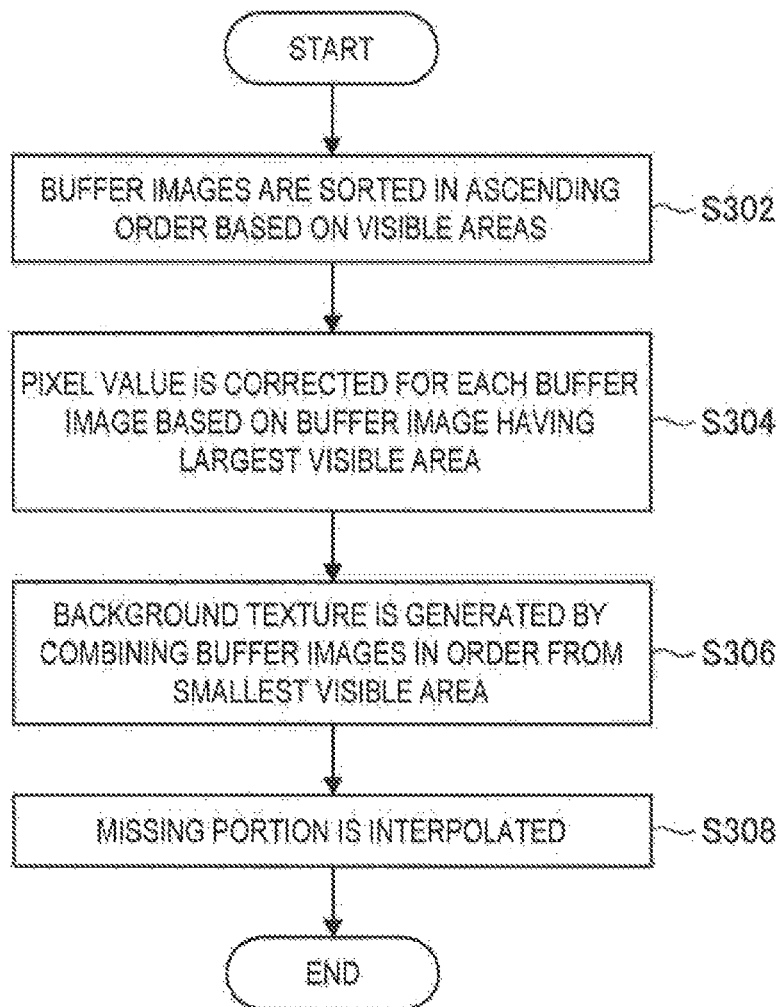 START
BUFFER IMAGES ARE SORTED IN ASCENDING
ORDER BASED ON VISIBLE AREAS
S302
PIXEL VALUE IS CORRECTED FOR EACH BUFFER
IMAGE BASED ON BUFFER IMAGE HAVING
LARGEST VISIBLE AREA
S304
BACKGROUND TEXTURE IS GENERATED BY
COMBINING BUFFER IMAGES IN ORDER FROM
SMALLEST VISIBLE AREA
S306
MISSING PORTION IS INTERPOLATED
S308
END